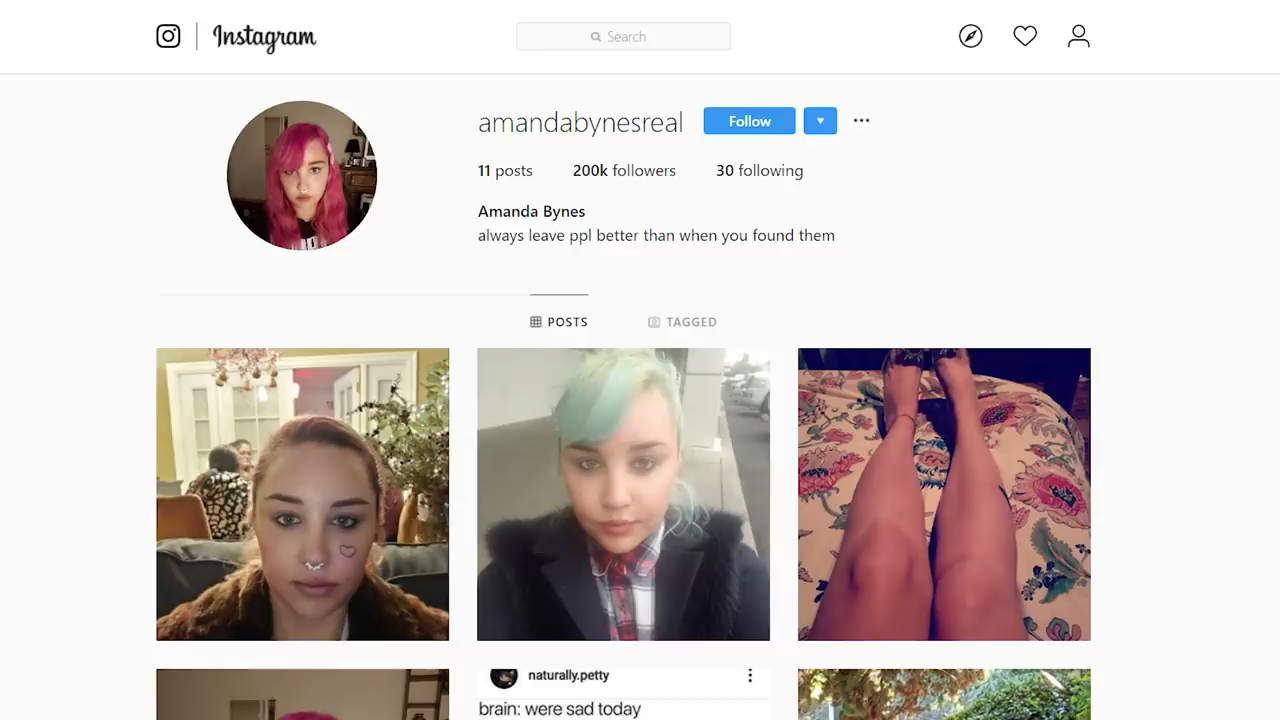 Instagram
Search
amandabynesreal
Follow
11 posts 200k followers 30 following
Amanda Bynes
always leave ppl better than when you found them
POSTS TAGGED
naturally.petty
brain: were sad today